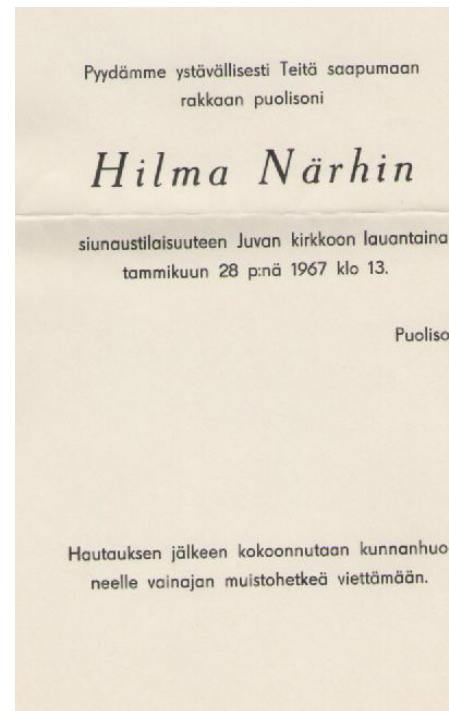 Pyydämme ystävällisesti Teitä saapumaan
rakkaan puolisoni
Hilma Närhin
siunaustilaisuuteen Juvan kirkkoon lauantaina
tammikuun 28 p:nä 1967 klo 13.
Puoliso
Hautauksen jälkeen kokoonnutaan kunnanhuo-
neelle vainajan muistohetkeä viettämään.